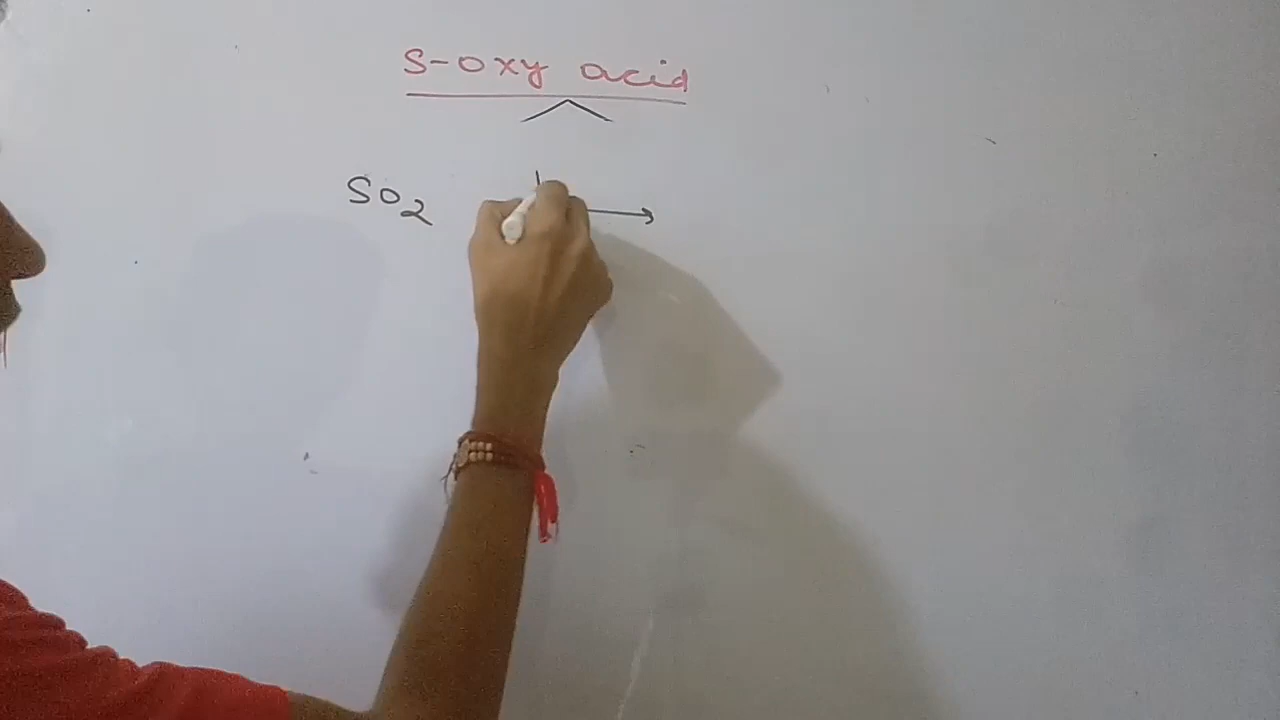 S-Oxy acid
SO₂ →